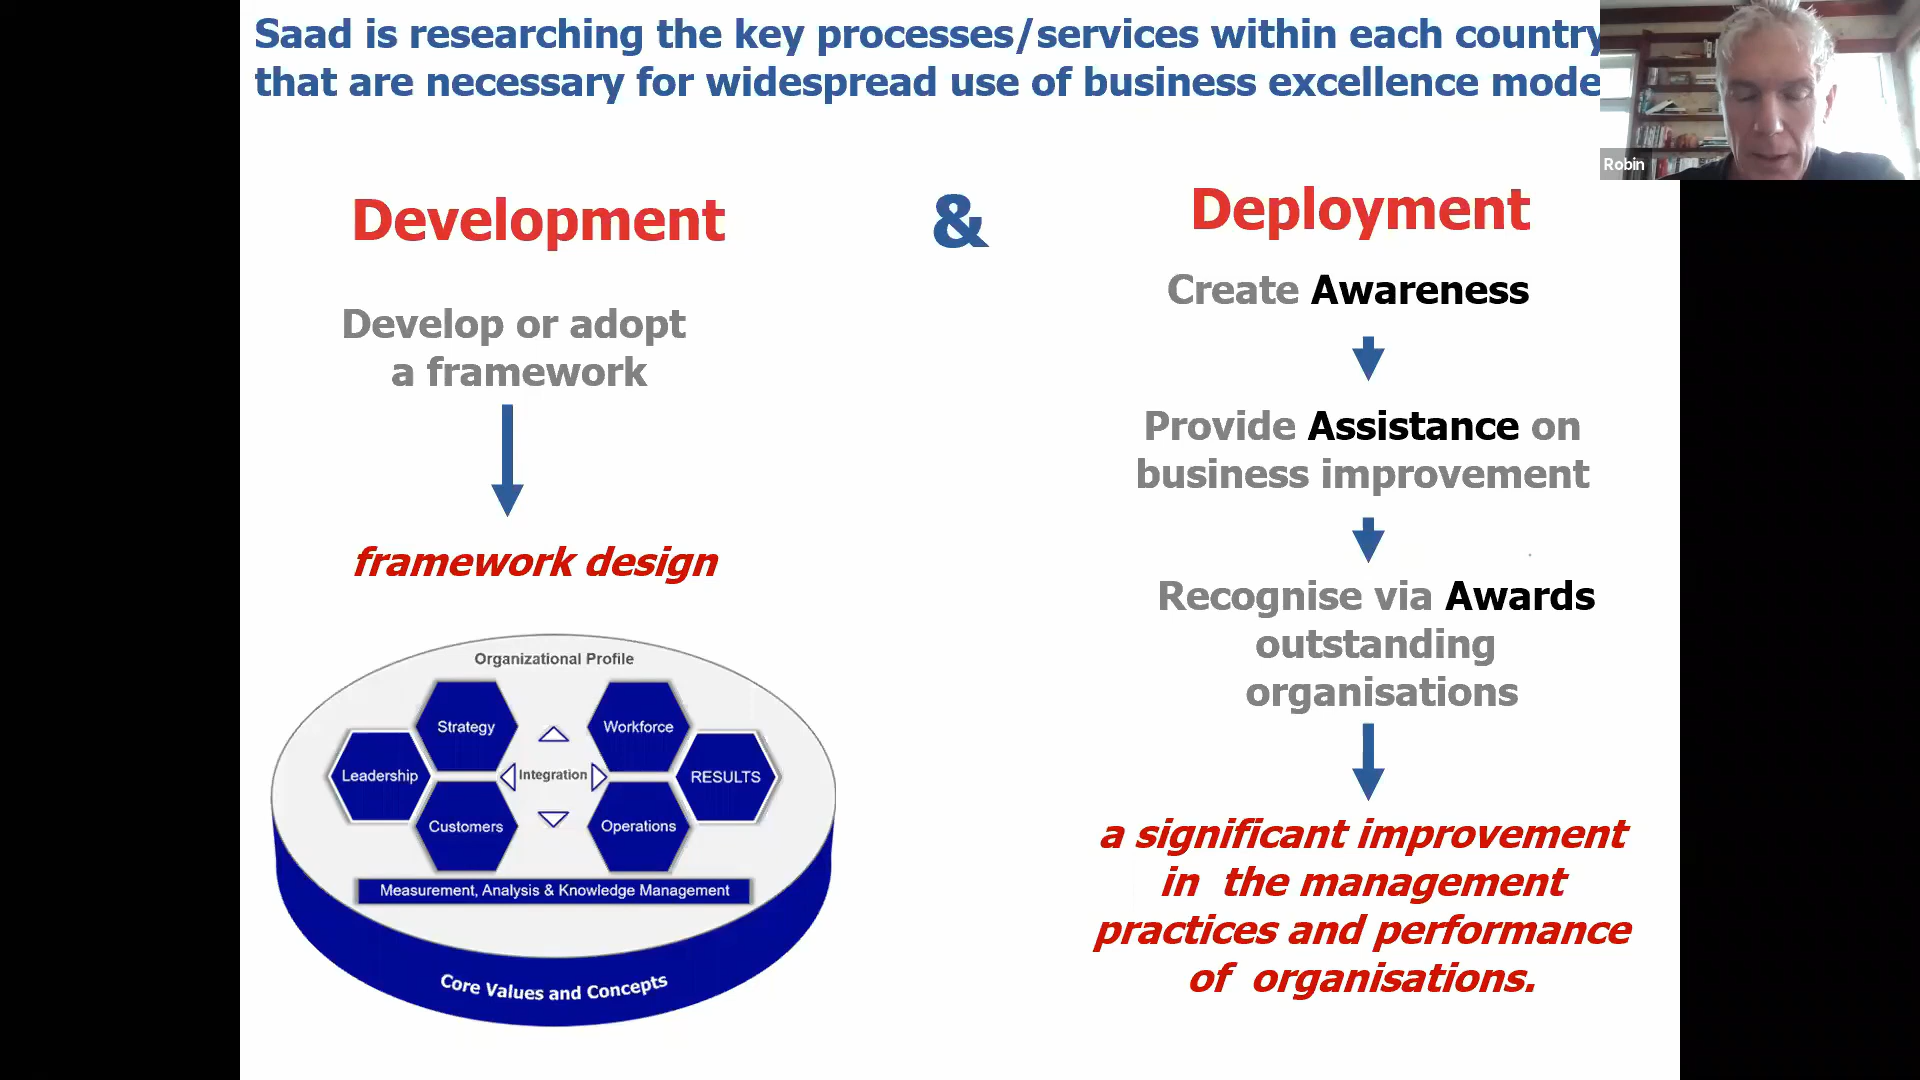 Saad is researching the key processes/services within each country
that are necessary for widespread use of business excellence mode
Robin
Development
&
Deployment
Develop or adopt
a framework
framework design
Organizational Profile
Strategy
Workforce
Leadership
Integration
RESULTS
Customers
Operations
Measurement, Analysis & Knowledge Management
Core Values and Concepts
Create Awareness
Provide Assistance on
business improvement
Recognise via Awards
outstanding
organisations
a significant improvement
in the management
practices and performance
of organisations.